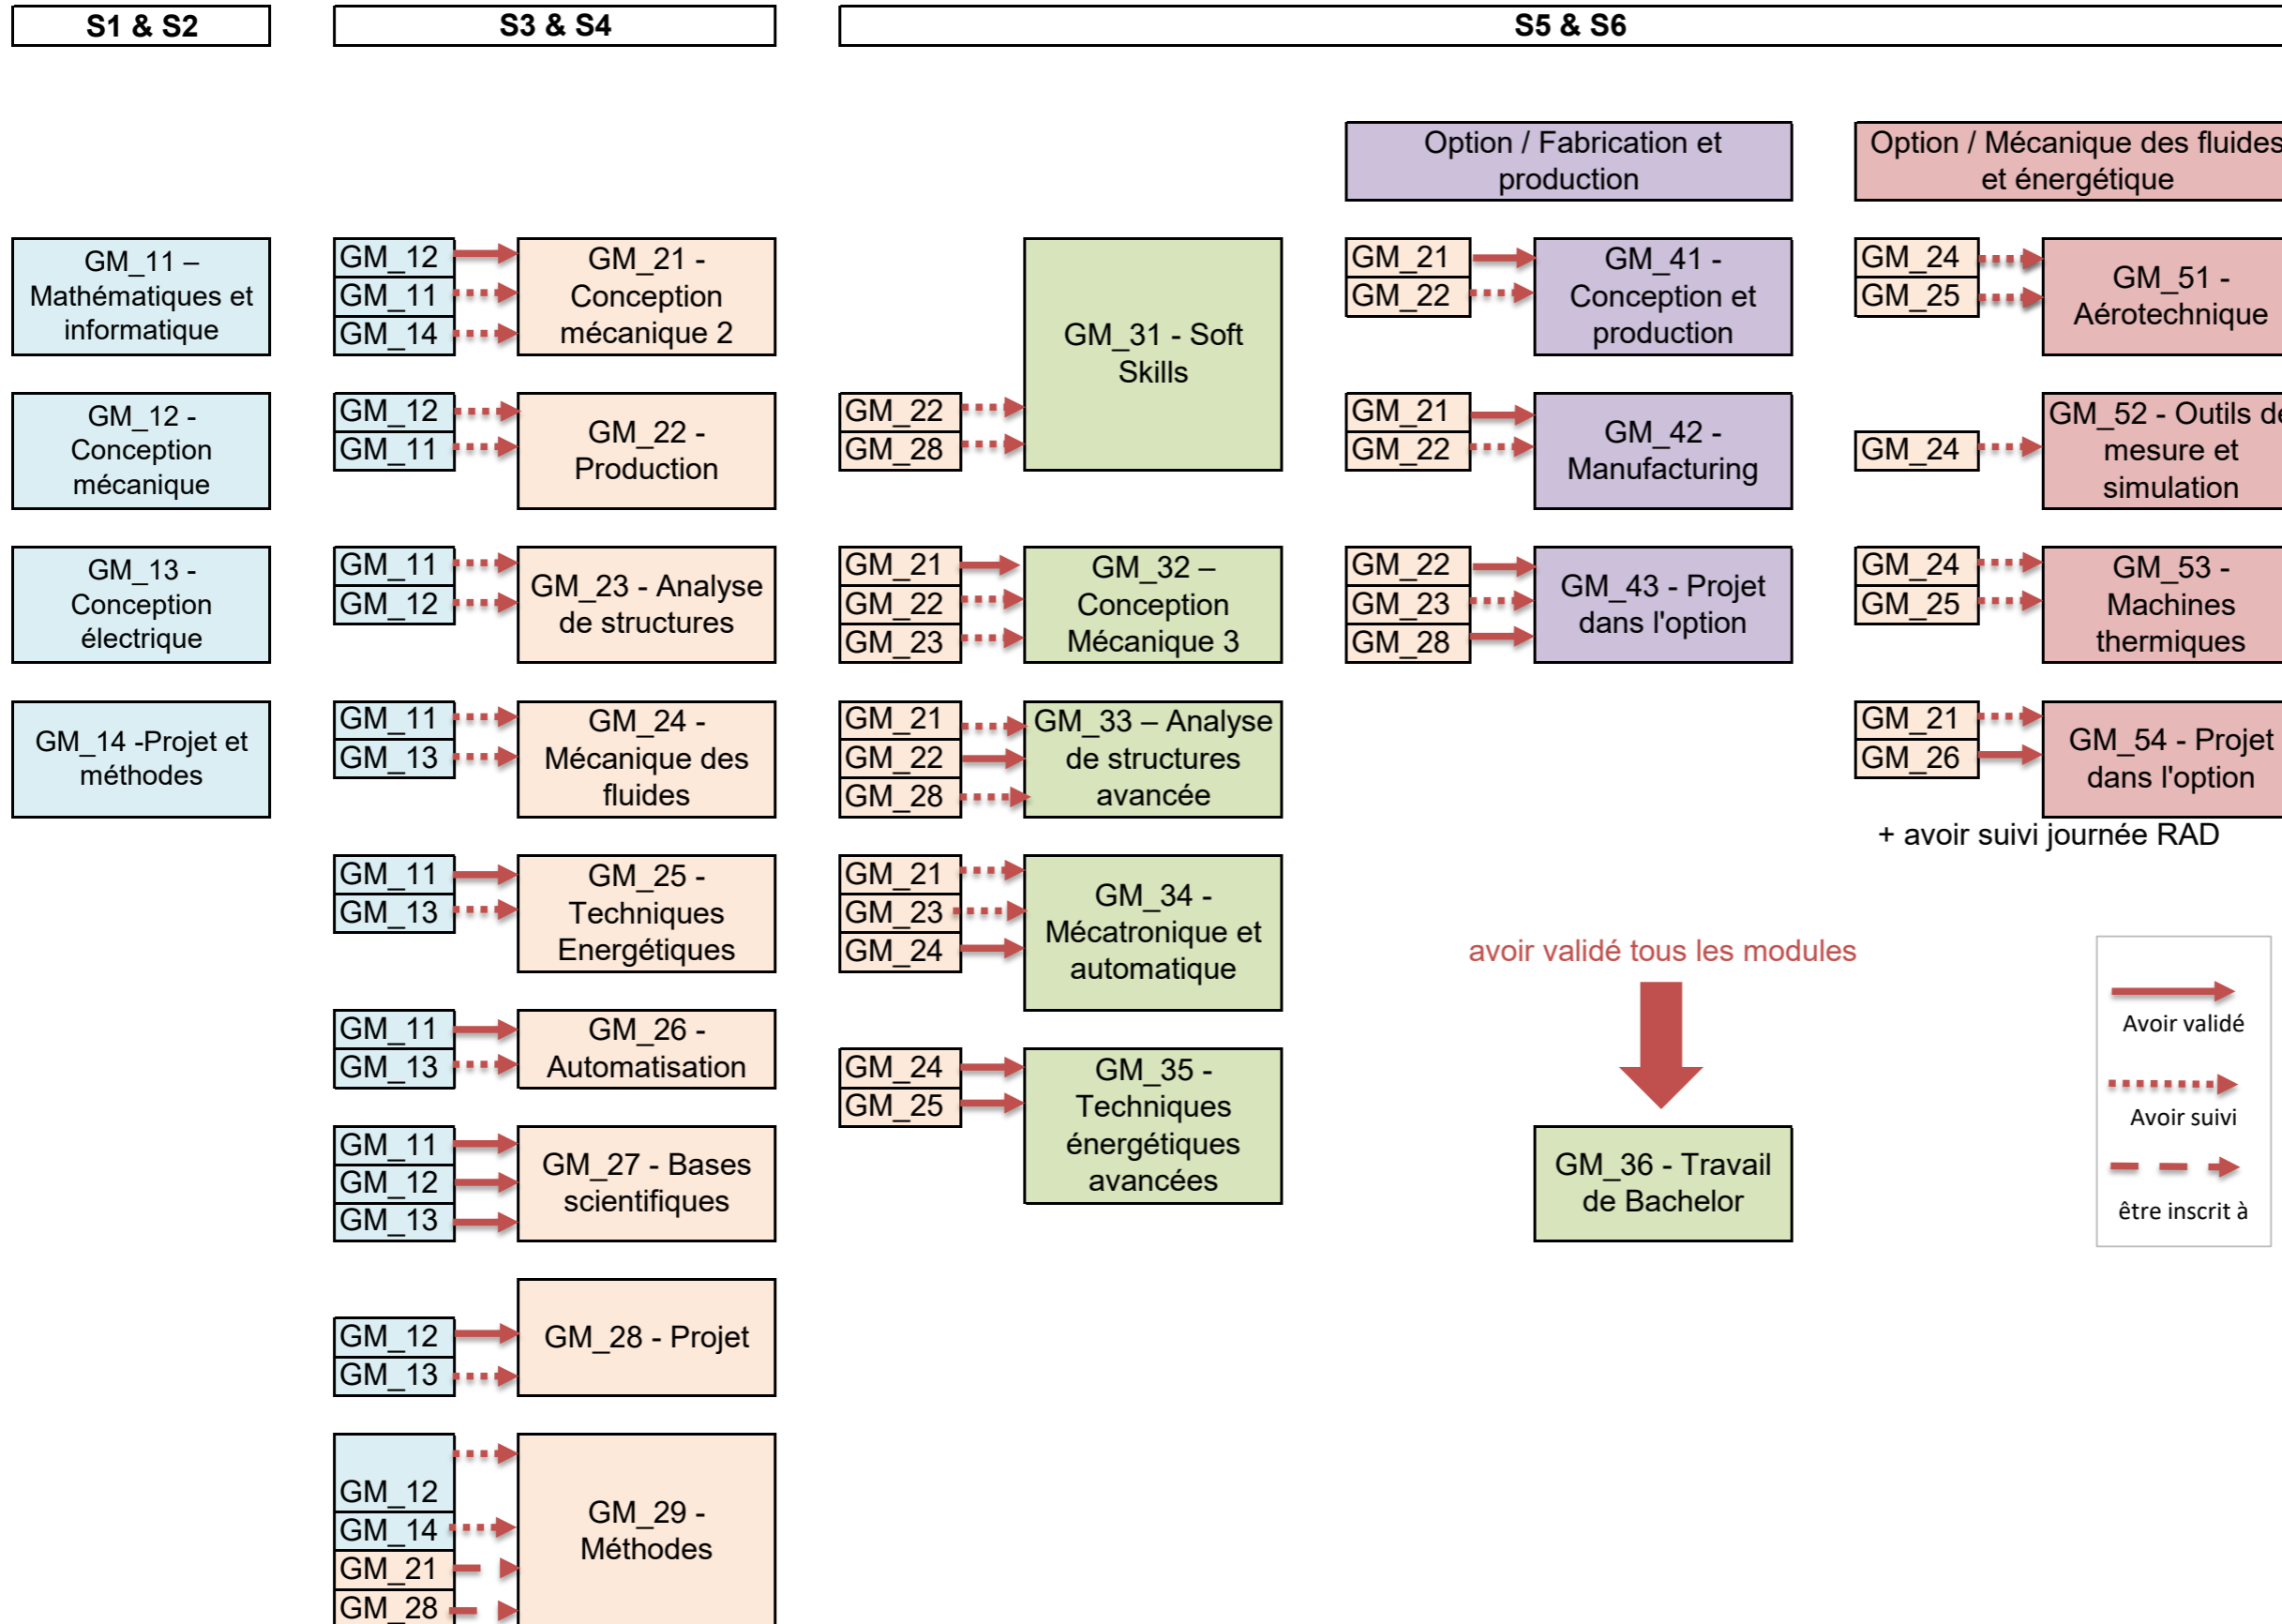 S1 & S2
S3 & S4
S5 & S6
Option / Fabrication et
production
Option / Mécanique des fluides
et énergétique
GM_11 –
Mathématiques et
informatique
GM_12 -
Conception
mécanique
GM_13 -
Conception
électrique
GM_14 -Projet et
méthodes
GM_12
GM_11
GM_14
GM_21 -
Conception
mécanique 2
GM_12
GM_11
GM_22 -
Production
GM_11
GM_12
GM_23 - Analyse
de structures
GM_11
GM_13
GM_24 -
Mécanique des
fluides
GM_11
GM_13
GM_25 -
Techniques
Energétiques
GM_11
GM_13
GM_26 -
Automatisation
GM_11
GM_12
GM_13
GM_27 - Bases
scientifiques
GM_12
GM_13
GM_28 - Projet
GM_12
GM_14
GM_21
GM_28
GM_29 -
Méthodes
GM_22
GM_28
GM_31 - Soft
Skills
GM_21
GM_22
GM_23
GM_32 –
Conception
Mécanique 3
GM_21
GM_22
GM_28
GM_33 – Analyse
de structures
avancée
GM_21
GM_23
GM_24
GM_34 -
Mécatronique et
automatique
GM_24
GM_25
GM_35 -
Techniques
énergétiques
avancées
GM_21
GM_22
GM_41 -
Conception et
production
GM_21
GM_22
GM_42 -
Manufacturing
GM_22
GM_23
GM_28
GM_43 - Projet
dans l'option
avoir validé tous les modules
GM_36 - Travail
de Bachelor
GM_24
GM_25
GM_51 -
Aérotechnique
GM_24
GM_52 - Outils de
mesure et
simulation
GM_24
GM_25
GM_53 -
Machines
thermiques
GM_21
GM_26
GM_54 - Projet
dans l'option
+ avoir suivi journée RAD
Avoir validé
Avoir suivi
être inscrit à